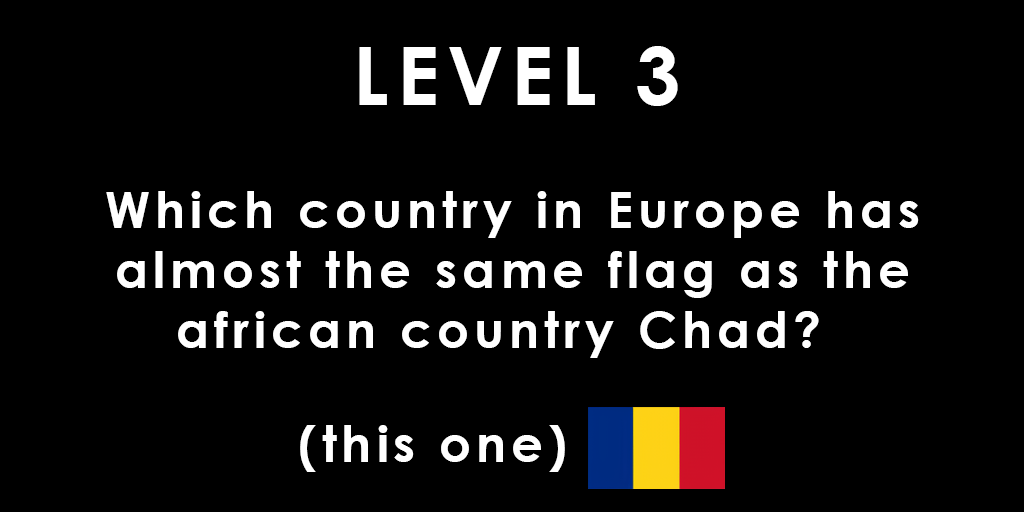 LEVEL 3
Which country in Europe has
almost the same flag as the
african country Chad?
(this one)